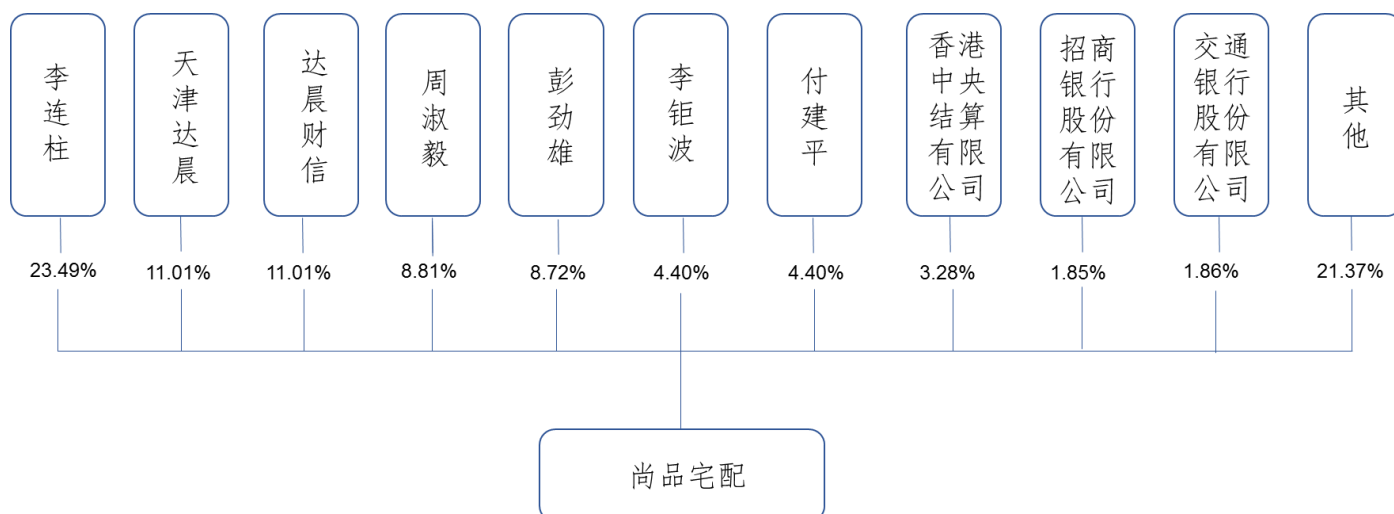 李连柱
天津达晨
达晨财信
周淑毅
彭劲雄
李钜波
付建平
香港
中央
结算
有限
公司
招商
银行
股份
有限
公司
交通
银行
股份
有限
公司
其他
23.49%
11.01%
11.01%
8.81%
8.72%
4.40%
4.40%
3.28%
1.85%
1.86%
21.37%
尚品宅配